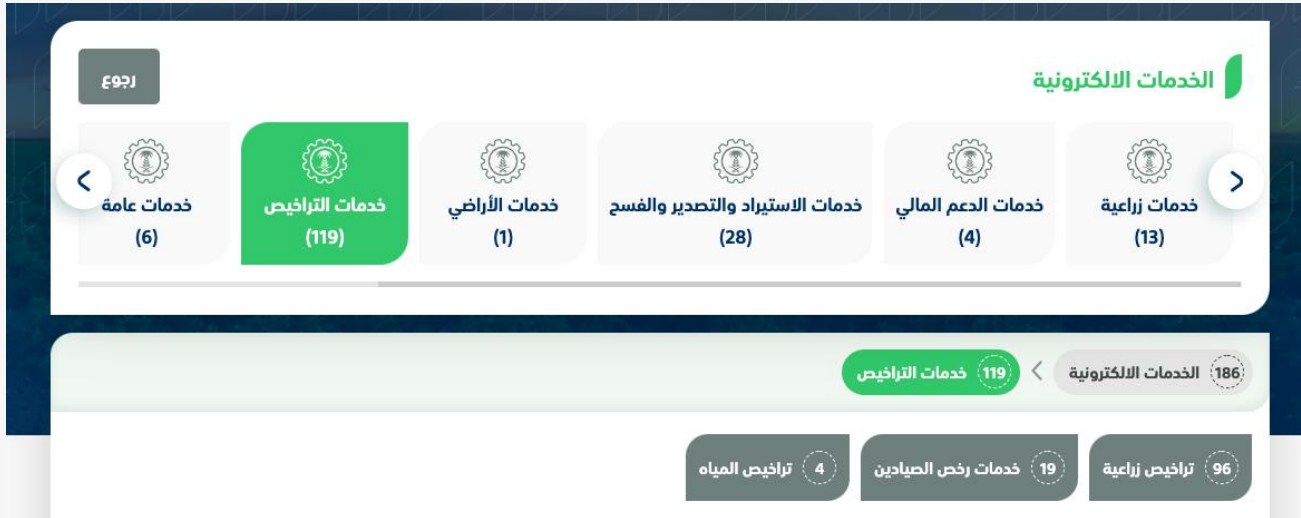 الخدمات الالكترونية
رجوع
خدمات زراعية
(13)
خدمات الدعم المالي
(4)
خدمات الاستيراد والتصدير والفسح
(28)
خدمات الأراضي
(1)
خدمات التراخيص
(119)
خدمات عامة
(6)
186 الخدمات الالكترونية
119 خدمات التراخيص
96 تراخيص زراعية
19 خدمات رخص الصيادين
4 تراخيص المياه